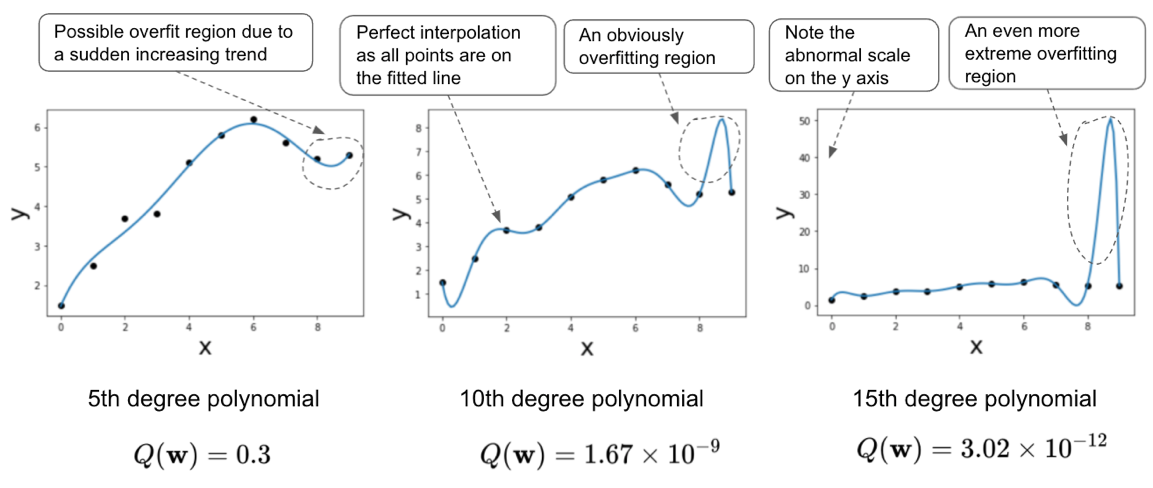 Possible overfit region due to
a sudden increasing trend
Perfect interpolation
as all points are on
the fitted line
An obviously
overfitting region
Note the
abnormal scale
on the y axis
An even more
extreme overfitting
region
6
5
4
3
2
y
0 2 4 6 8
x
8
7
6
5
4
3
2
1
y
0 2 4 6 8
x
50
40
30
20
10
0
y
0 2 4 6 8
x
5th degree polynomial
10th degree polynomial
15th degree polynomial
Q(w) = 0.3
Q(w) = 1.67 × 10⁻⁹
Q(w) = 3.02 × 10⁻¹²